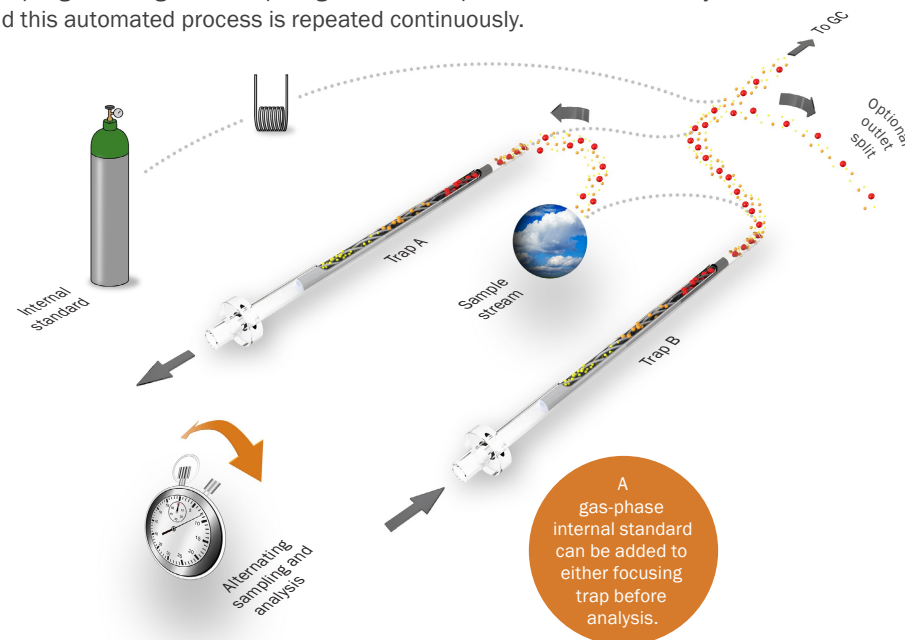 d this automated process is repeated continuously.
To GC
Optional
outlet
split
Trap A
Internal
standard
Sample
stream
Trap B
Alternating
sampling and
analysis
A
gas-phase
internal standard
can be added to
either focusing
trap before
analysis.